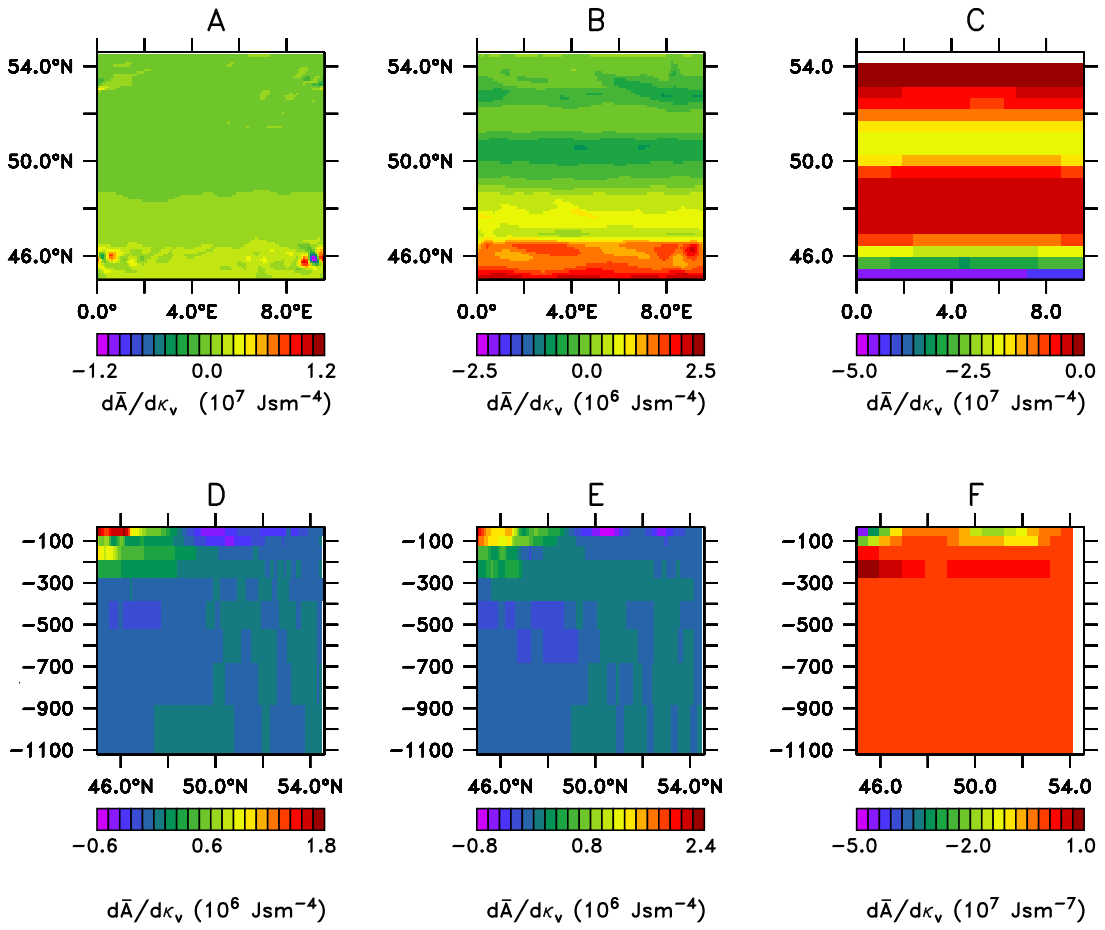 A B C
54.0°N 54.0°N 54.0
50.0°N 50.0°N 50.0
46.0°N 46.0°N 46.0
0.0° 4.0°E 8.0°E 0.0° 4.0°E 8.0°E 0.0 4.0 8.0
−1.2 0.0 1.2 −2.5 0.0 2.5 −5.0 −2.5 0.0
dĀ/dκᵥ (10⁷ Jsm⁻⁴) dĀ/dκᵥ (10⁶ Jsm⁻⁴) dĀ/dκᵥ (10⁷ Jsm⁻⁴)
D E F
−100 −100 −100
−300 −300 −300
−500 −500 −500
−700 −700 −700
−900 −900 −900
−1100 −1100 −1100
46.0°N 50.0°N 54.0°N 46.0°N 50.0°N 54.0°N 46.0 50.0 54.0
−0.6 0.6 1.8 −0.8 0.8 2.4 −5.0 −2.0 1.0
dĀ/dκᵥ (10⁶ Jsm⁻⁴) dĀ/dκᵥ (10⁶ Jsm⁻⁴) dĀ/dκᵥ (10⁷ Jsm⁻⁷)